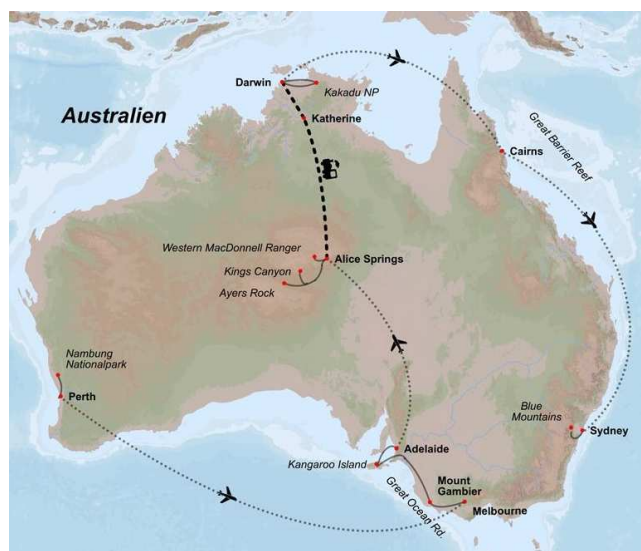 Darwin
Kakadu NP
Australien
Katherine
Great Barrier Reef
Cairns
Western MacDonnell Ranger
Alice Springs
Kings Canyon
Ayers Rock
Nambung
Nationalpark
Perth
Blue
Mountains
Sydney
Adelaide
Kangaroo Island
Mount
Gambier
Great Ocean Rd.
Melbourne